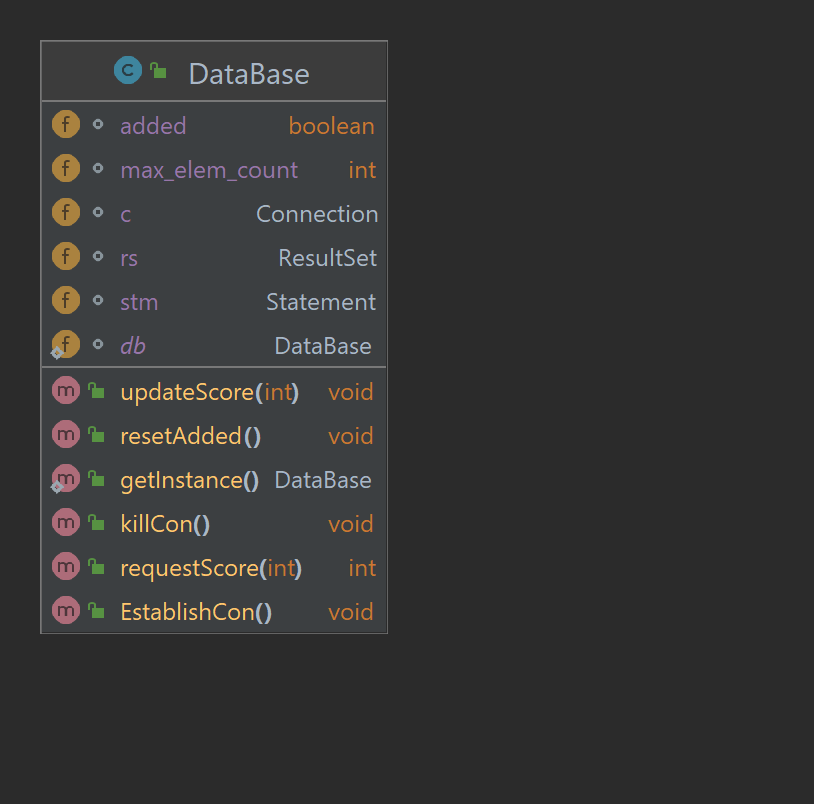 C DataBase
f added boolean
f max_elem_count int
f c Connection
f rs ResultSet
f stm Statement
f db DataBase
m updateScore(int) void
m resetAdded() void
m getInstance() DataBase
m killCon() void
m requestScore(int) int
m EstablishCon() void